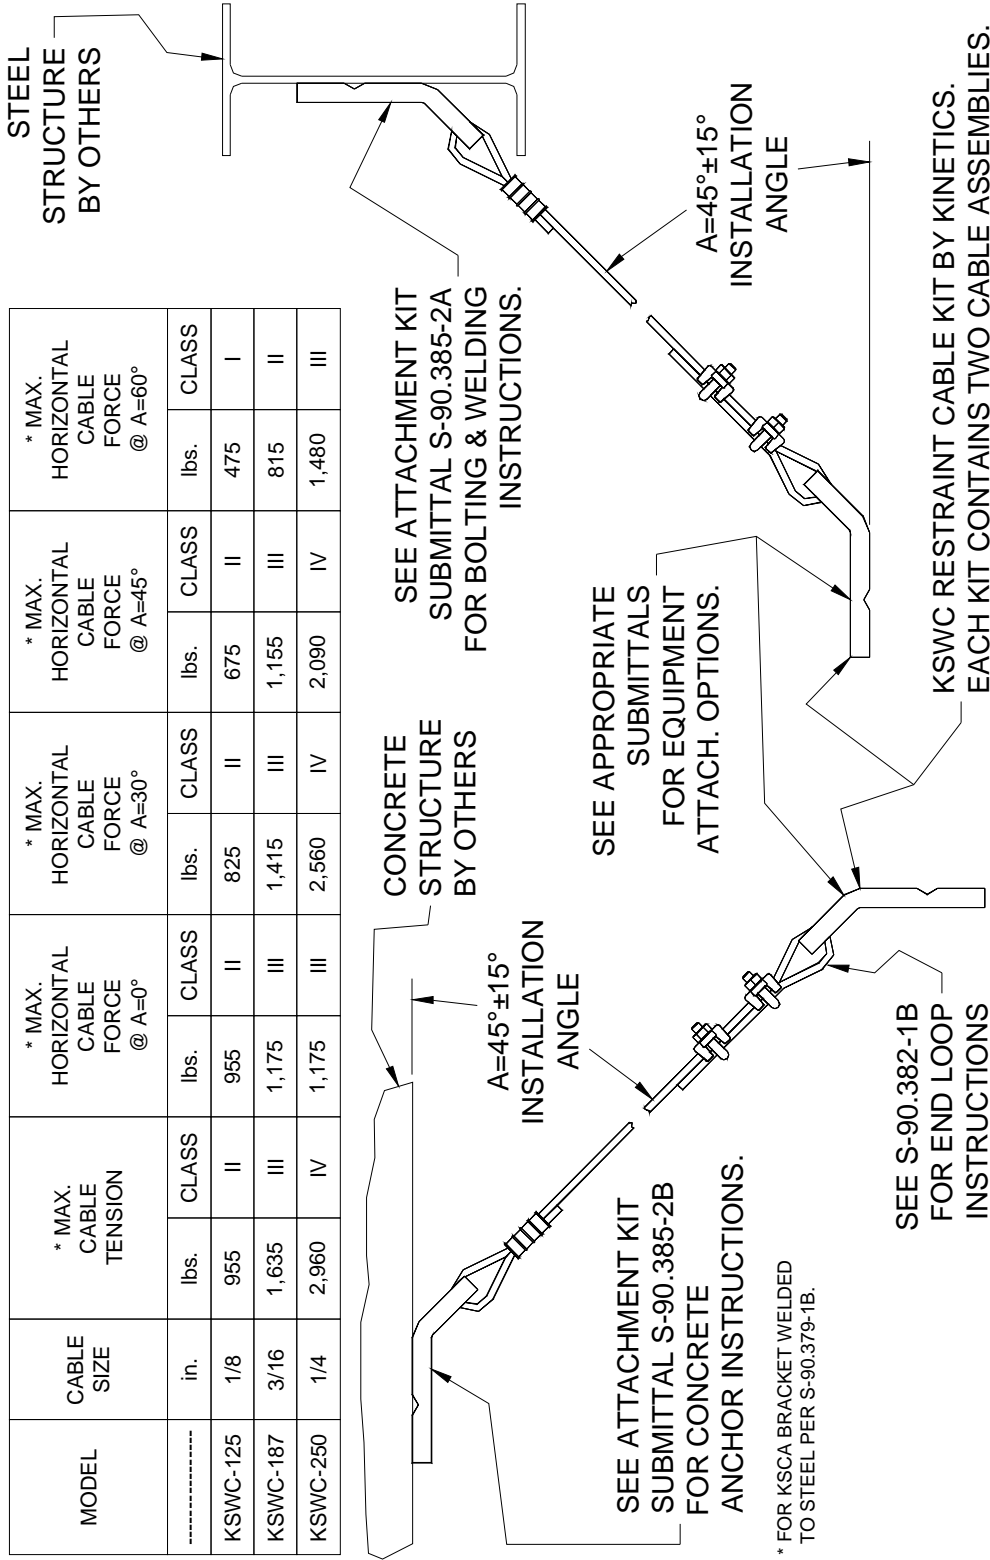 MODEL
CABLE
SIZE
* MAX.
CABLE
TENSION
* MAX.
HORIZONTAL
CABLE
FORCE
@ A=0°
* MAX.
HORIZONTAL
CABLE
FORCE
@ A=30°
* MAX.
HORIZONTAL
CABLE
FORCE
@ A=45°
* MAX.
HORIZONTAL
CABLE
FORCE
@ A=60°
------------- in. lbs. CLASS lbs. CLASS lbs. CLASS lbs. CLASS lbs. CLASS
KSWC-125 1/8 955 II 955 II 825 II 675 II 475 I
KSWC-187 3/16 1,635 III 1,175 III 1,415 III 1,155 III 815 II
KSWC-250 1/4 2,960 IV 1,175 III 2,560 IV 2,090 IV 1,480 III
STEEL
STRUCTURE
BY OTHERS
CONCRETE
STRUCTURE
BY OTHERS
SEE ATTACHMENT KIT
SUBMITTAL S-90.385-2A
FOR BOLTING & WELDING
INSTRUCTIONS.
A=45°±15°
INSTALLATION
ANGLE
SEE APPROPRIATE
SUBMITTALS
FOR EQUIPMENT
ATTACH. OPTIONS.
A=45°±15°
INSTALLATION
ANGLE
SEE ATTACHMENT KIT
SUBMITTAL S-90.385-2B
FOR CONCRETE
ANCHOR INSTRUCTIONS.
* FOR KSCA BRACKET WELDED
TO STEEL PER S-90.379-1B.
SEE S-90.382-1B
FOR END LOOP
INSTRUCTIONS
KSWC RESTRAINT CABLE KIT BY KINETICS.
EACH KIT CONTAINS TWO CABLE ASSEMBLIES.